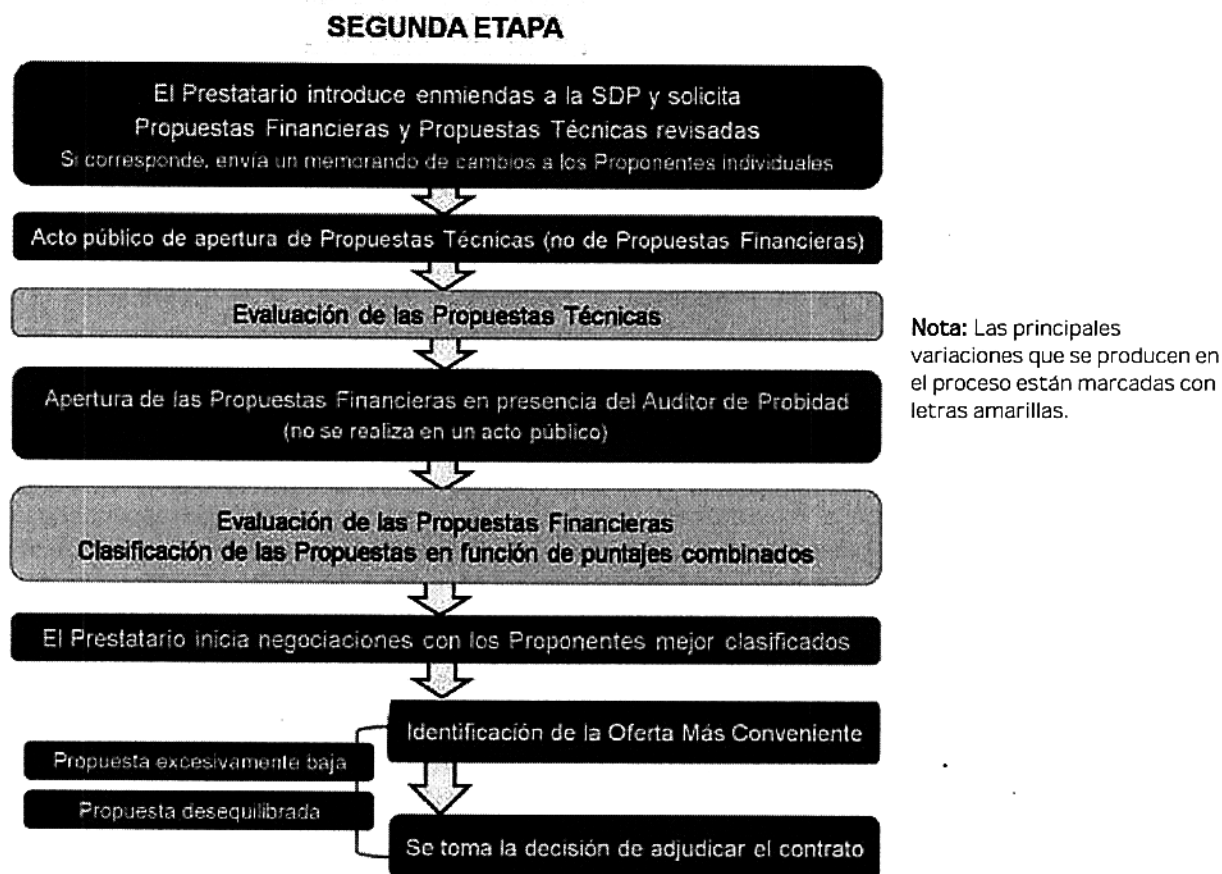 SEGUNDA ETAPA
El Prestatario introduce enmiendas a la SDP y solicita
Propuestas Financieras y Propuestas Técnicas revisadas
Si corresponde, envía un memorando de cambios a los Proponentes individuales
Acto público de apertura de Propuestas Técnicas (no de Propuestas Financieras)
Evaluación de las Propuestas Técnicas
Apertura de las Propuestas Financieras en presencia del Auditor de Probidad
(no se realiza en un acto público)
Evaluación de las Propuestas Financieras
Clasificación de las Propuestas en función de puntajes combinados
El Prestatario inicia negociaciones con los Proponentes mejor clasificados
Identificación de la Oferta Más Conveniente
Propuesta excesivamente baja
Propuesta desequilibrada
Se toma la decisión de adjudicar el contrato
Nota: Las principales
variaciones que se producen en
el proceso están marcadas con
letras amarillas.